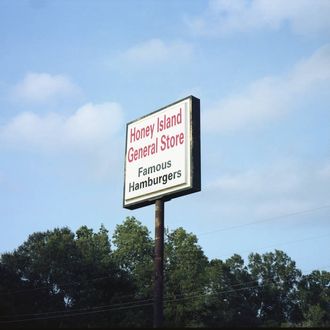 Honey Island
General Store
Famous
Hamburgers